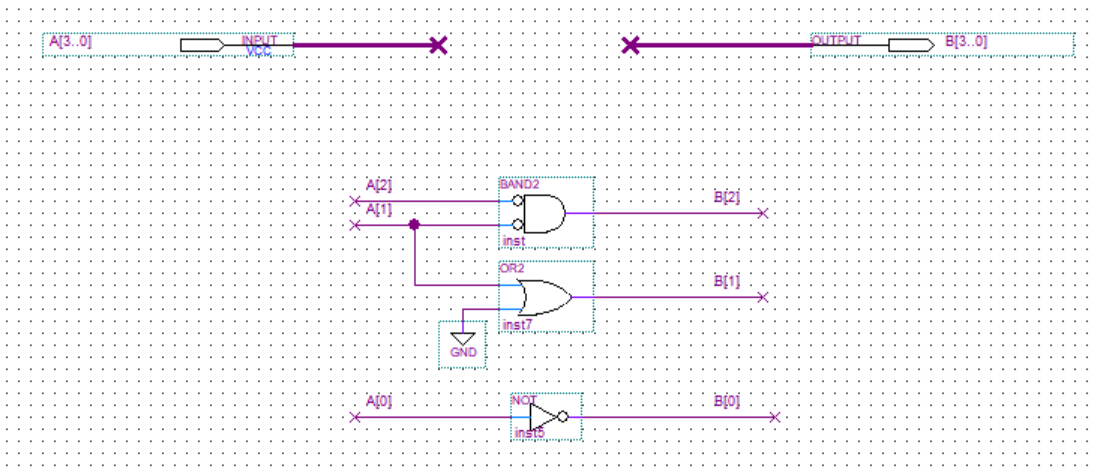 A[3..0] INPUT OUTPUT B[3..0]
VCC
A[2] BAND2 B[2]
A[1]
inst
OR2 B[1]
inst7
GND
A[0] NOT B[0]
inst5